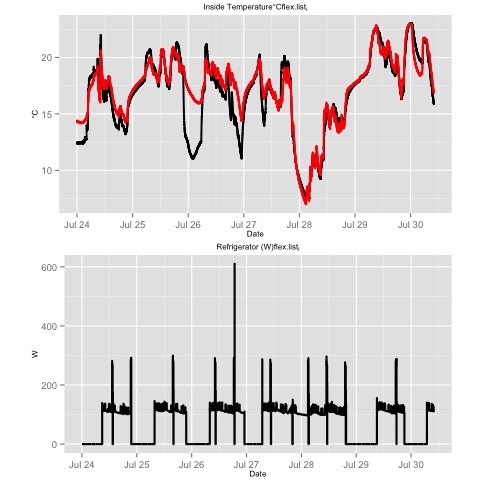 Inside Temperature°Cflex.list,
20
15
10
°C
Jul 24 Jul 25 Jul 26 Jul 27 Jul 28 Jul 29 Jul 30
Date
Refrigerator (W)flex.list,
600
400
200
0
W
Jul 24 Jul 25 Jul 26 Jul 27 Jul 28 Jul 29 Jul 30
Date